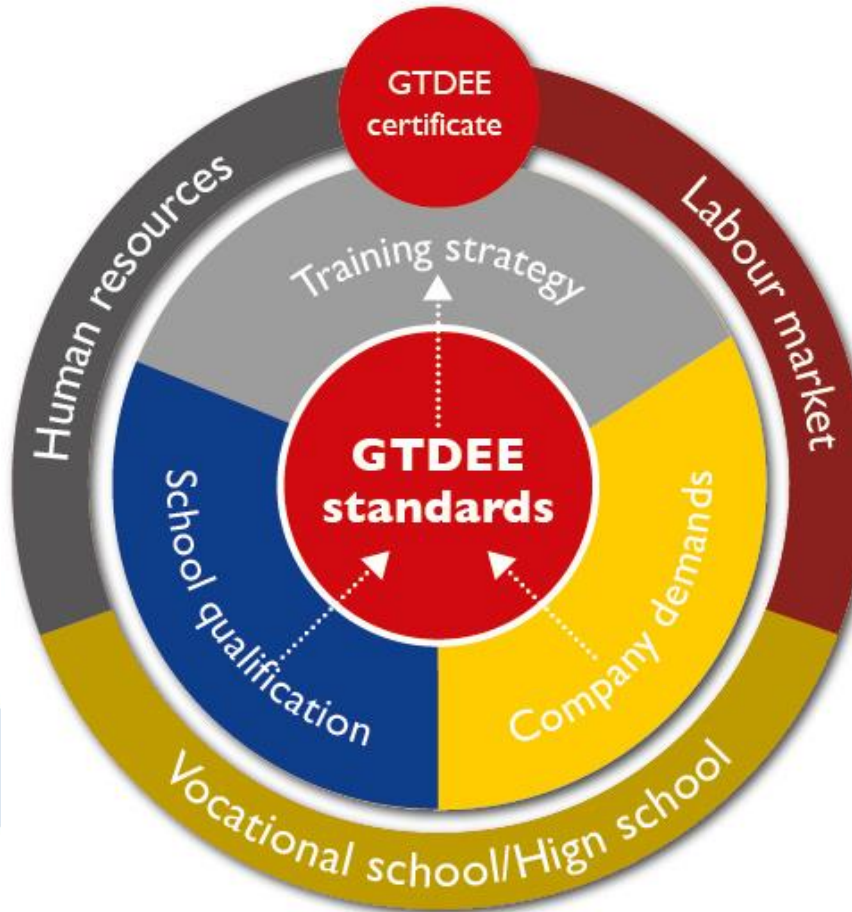 GTDEE
certificate
Human resources
Labour market
Training strategy
GTDEE
standards
School qualification
Company demands
Vocational school/Hign school